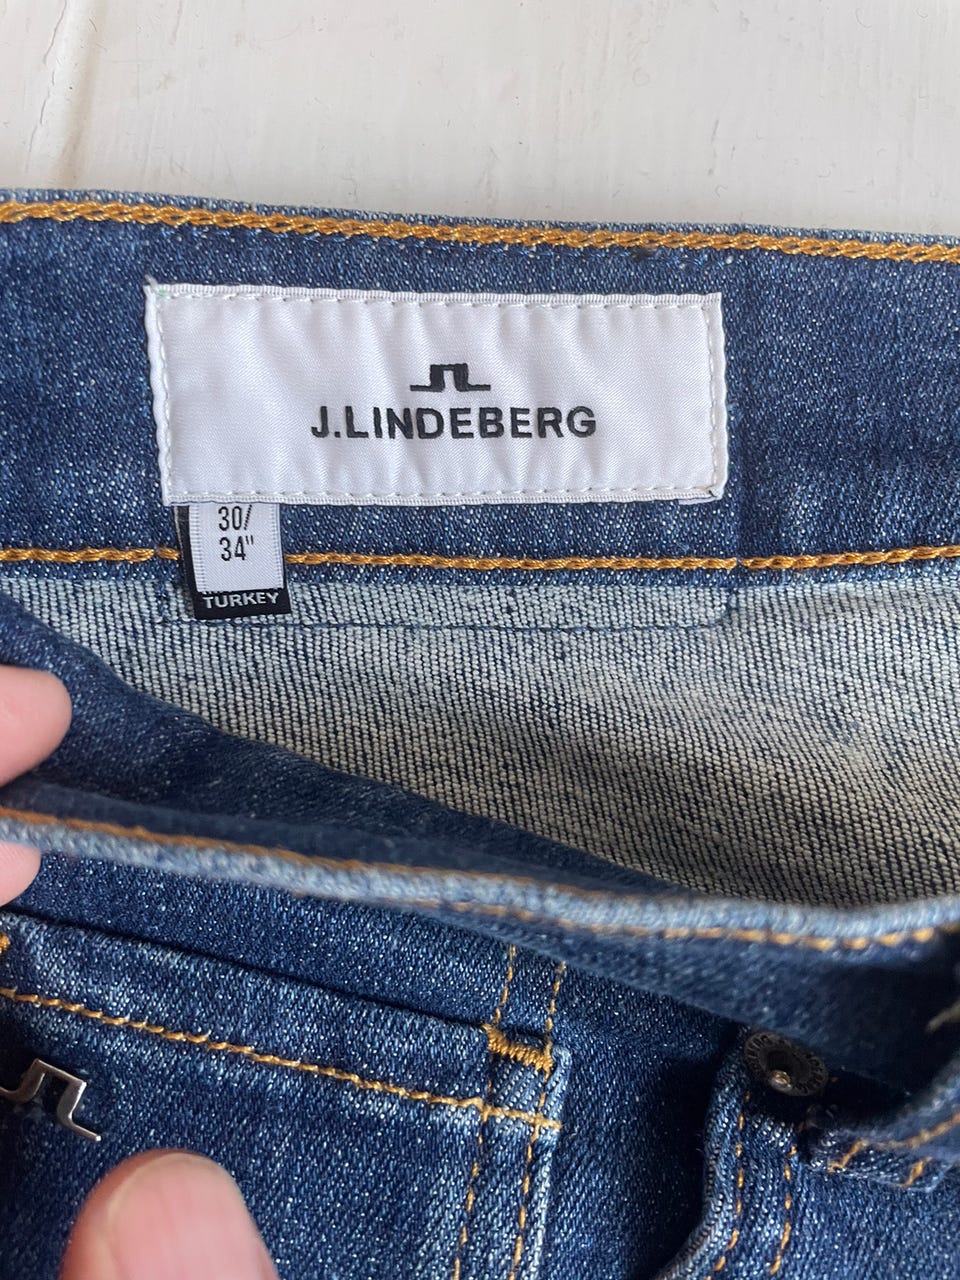 J.LINDEBERG
30/
34"
TURKEY